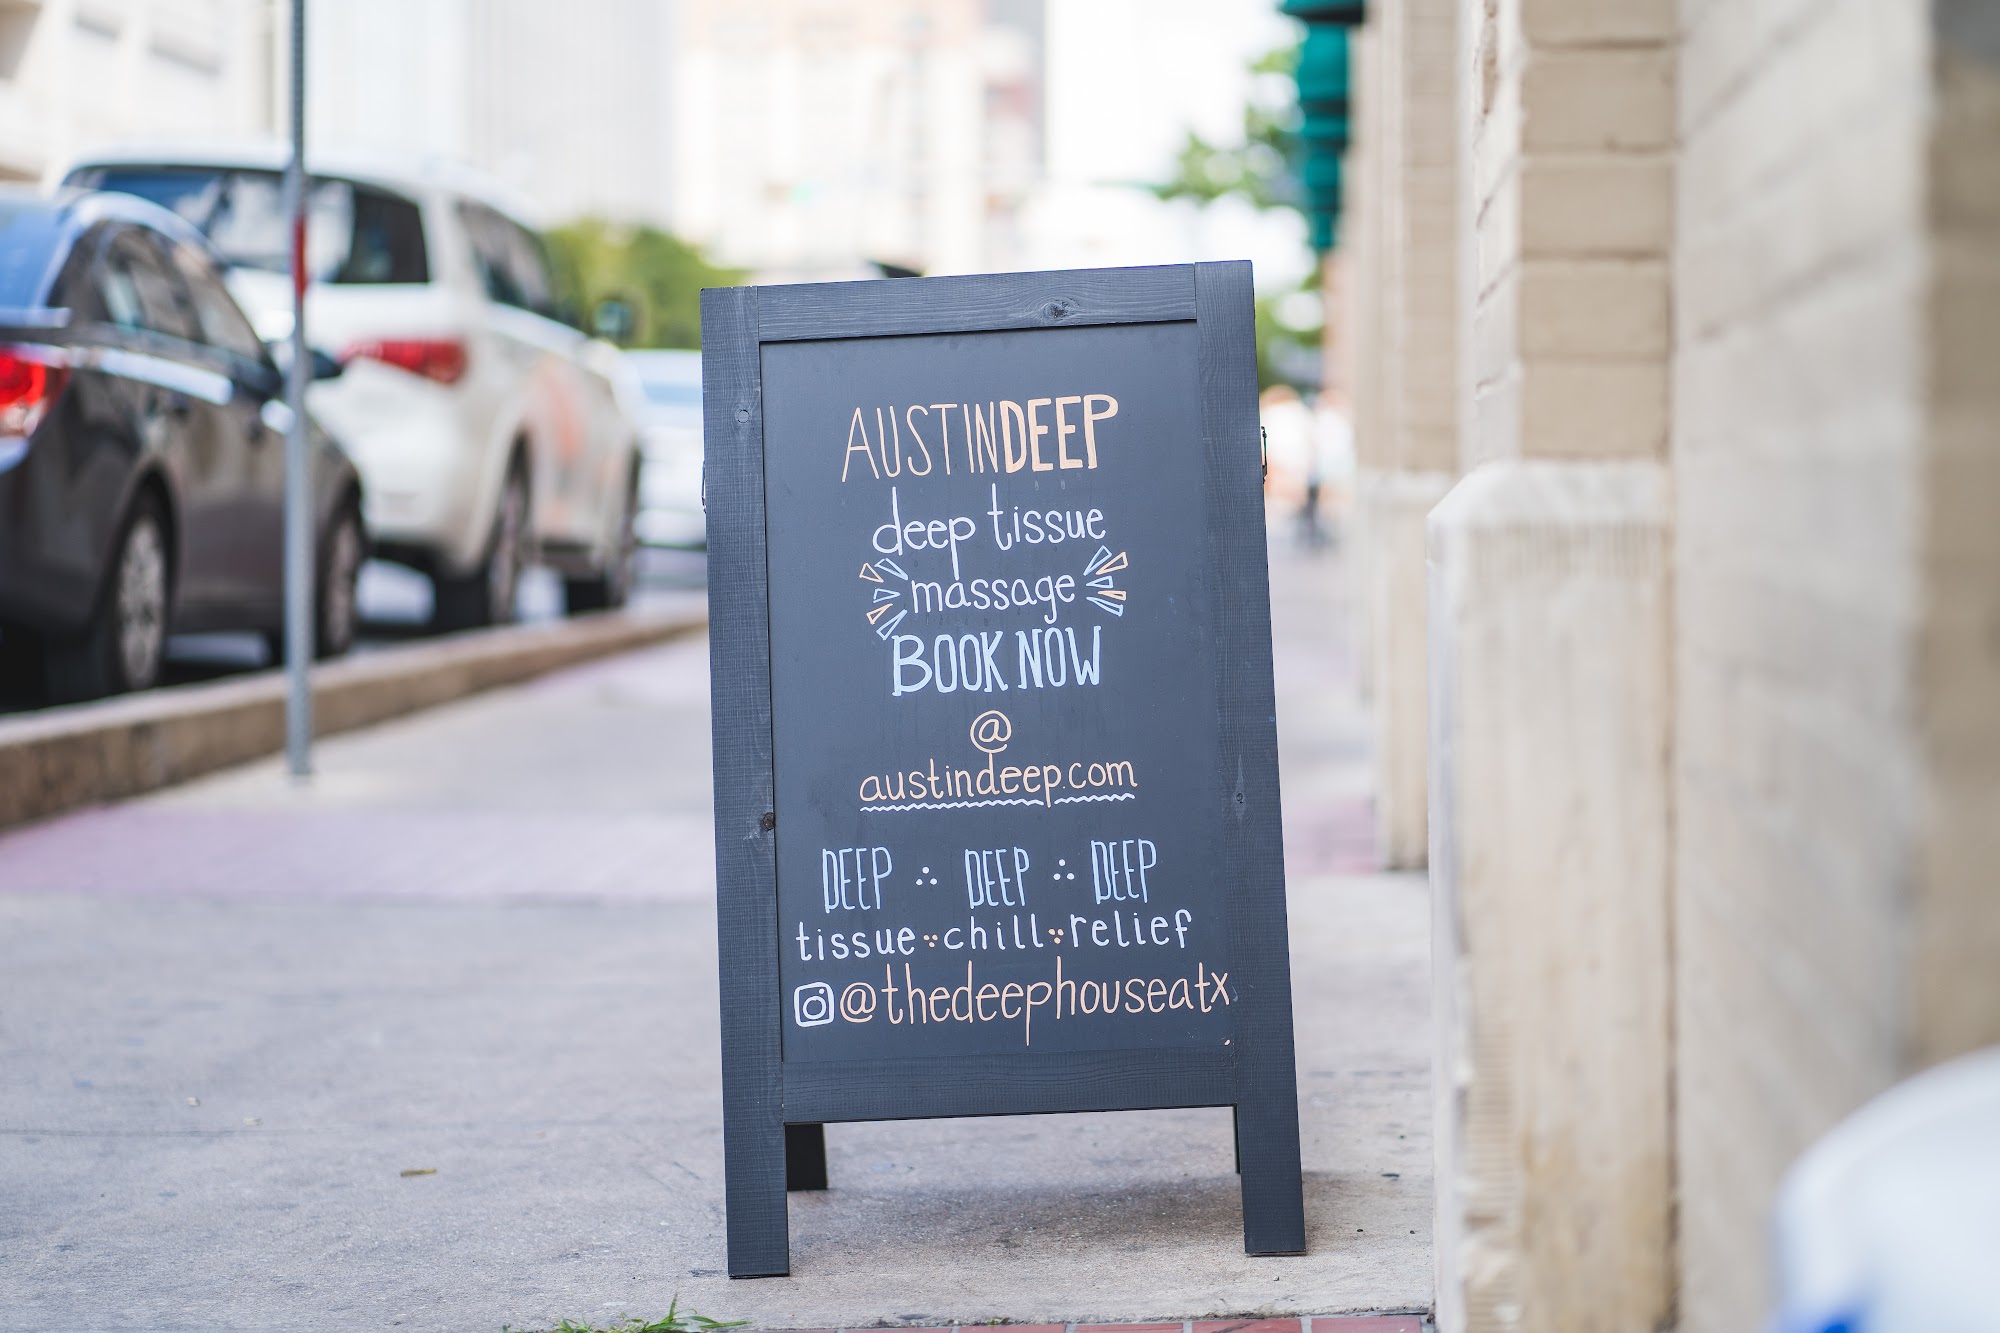 AUSTINDEEP
deep tissue
massage
BOOK NOW
@
austindeep.com
DEEP DEEP DEEP
tissue chill relief
@thedeephouseatx